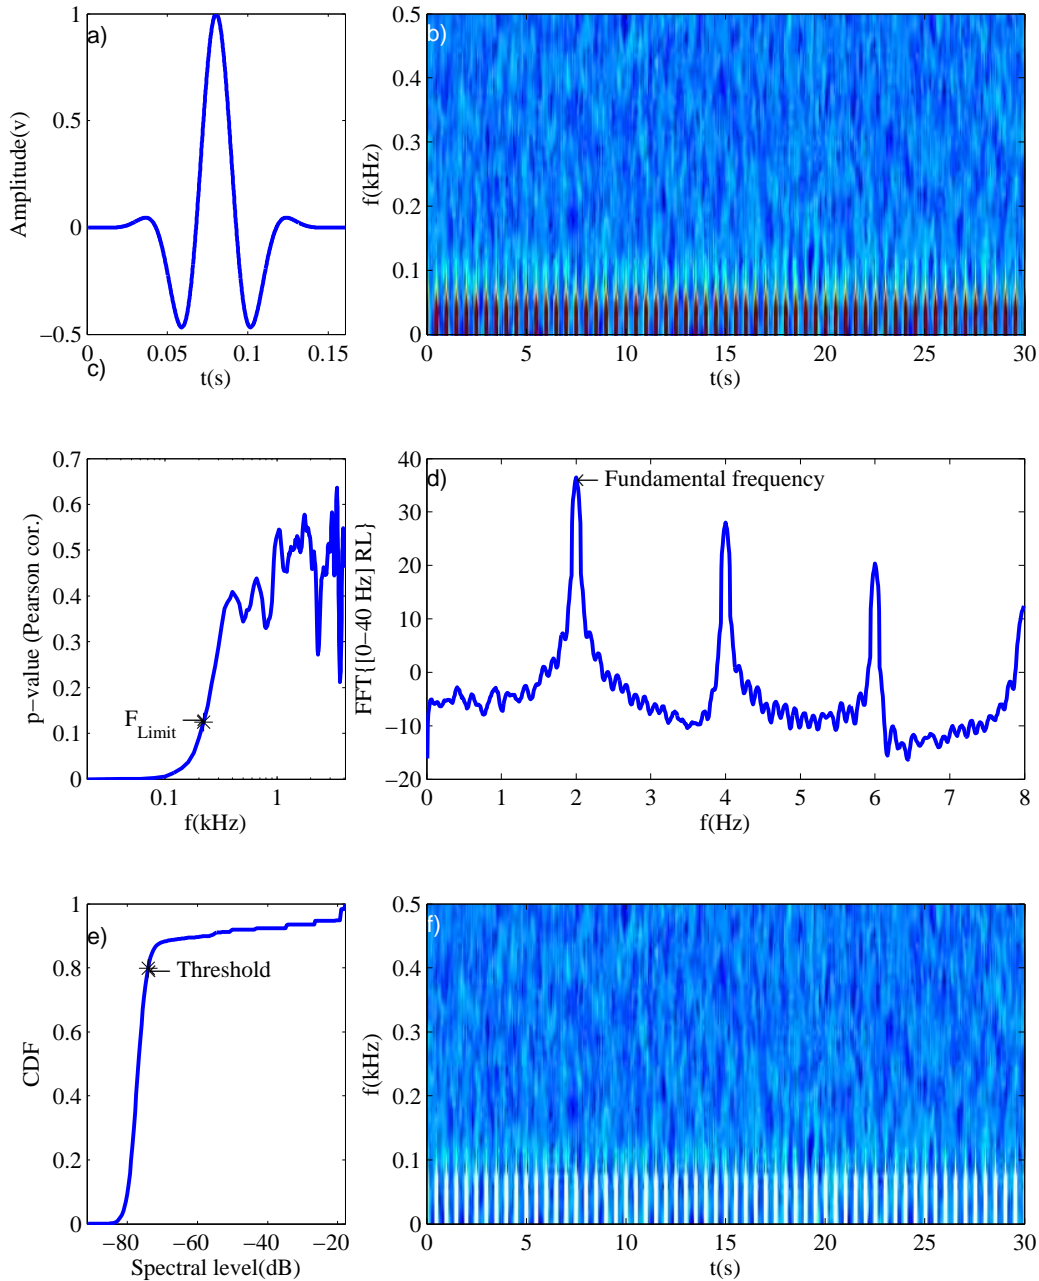 a)
1
0.5
0
−0.5
Amplitude(v)
0 0.05 0.1 0.15
t(s)
b)
0.5
0.4
0.3
0.2
0.1
0
f(kHz)
0 5 10 15 20 25 30
t(s)
c)
0.7
0.6
0.5
0.4
0.3
0.2
0.1
0
p−value (Pearson cor.)
F_Limit
0.1 1
f(kHz)
d)
40
30
20
10
0
−10
−20
FFT{[0−40 Hz] RL}
Fundamental frequency
0 1 2 3 4 5 6 7 8
f(Hz)
e)
1
0.8
0.6
0.4
0.2
0
CDF
Threshold
−80 −60 −40 −20
Spectral level(dB)
f)
0.5
0.4
0.3
0.2
0.1
0
f(kHz)
0 5 10 15 20 25 30
t(s)